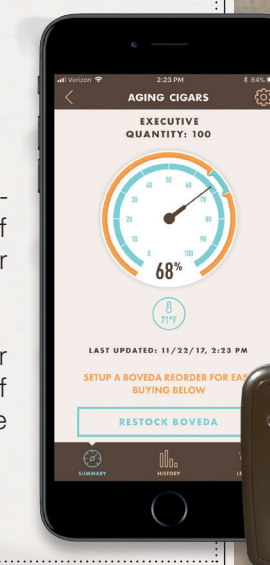 Verizon 2:23 PM 84%
AGING CIGARS
EXECUTIVE
QUANTITY: 100
0 10 20 30 40 50 60 70 80 90 100
68%
71°F
LAST UPDATED: 11/22/17, 2:23 PM
SETUP A BOVEDA REORDER FOR
BUYING BELOW
RESTOCK BOVEDA
SUMMARY HISTORY
f
r
r
f
e